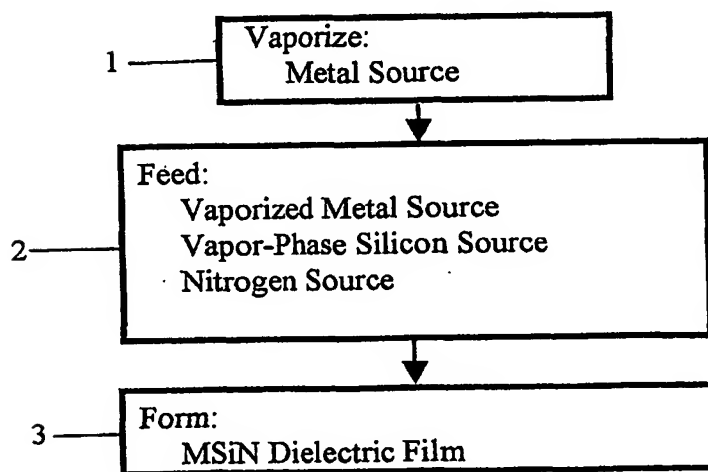 Vaporize:
1
Metal Source
Feed:
Vaporized Metal Source
2
Vapor-Phase Silicon Source
Nitrogen Source
Form:
3
MSiN Dielectric Film